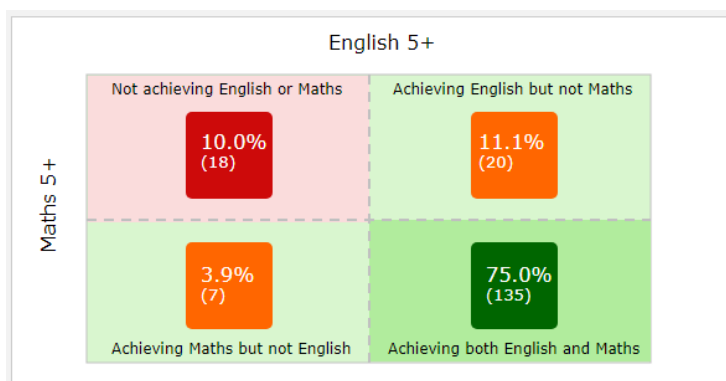 English 5+
Maths 5+
Not achieving English or Maths
10.0%
(18)
Achieving English but not Maths
11.1%
(20)
3.9%
(7)
Achieving Maths but not English
75.0%
(135)
Achieving both English and Maths